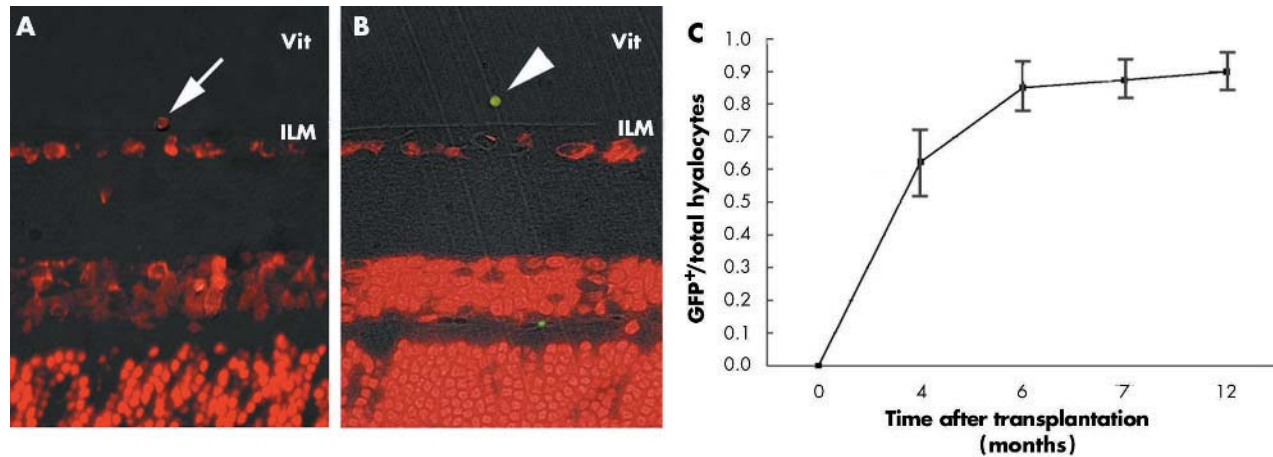 A
Vit
ILM
B
Vit
ILM
C
GFP+/total hyalocytes
1.0
0.9
0.8
0.7
0.6
0.5
0.4
0.3
0.2
0.1
0.0
0
4
6
7
12
Time after transplantation
(months)